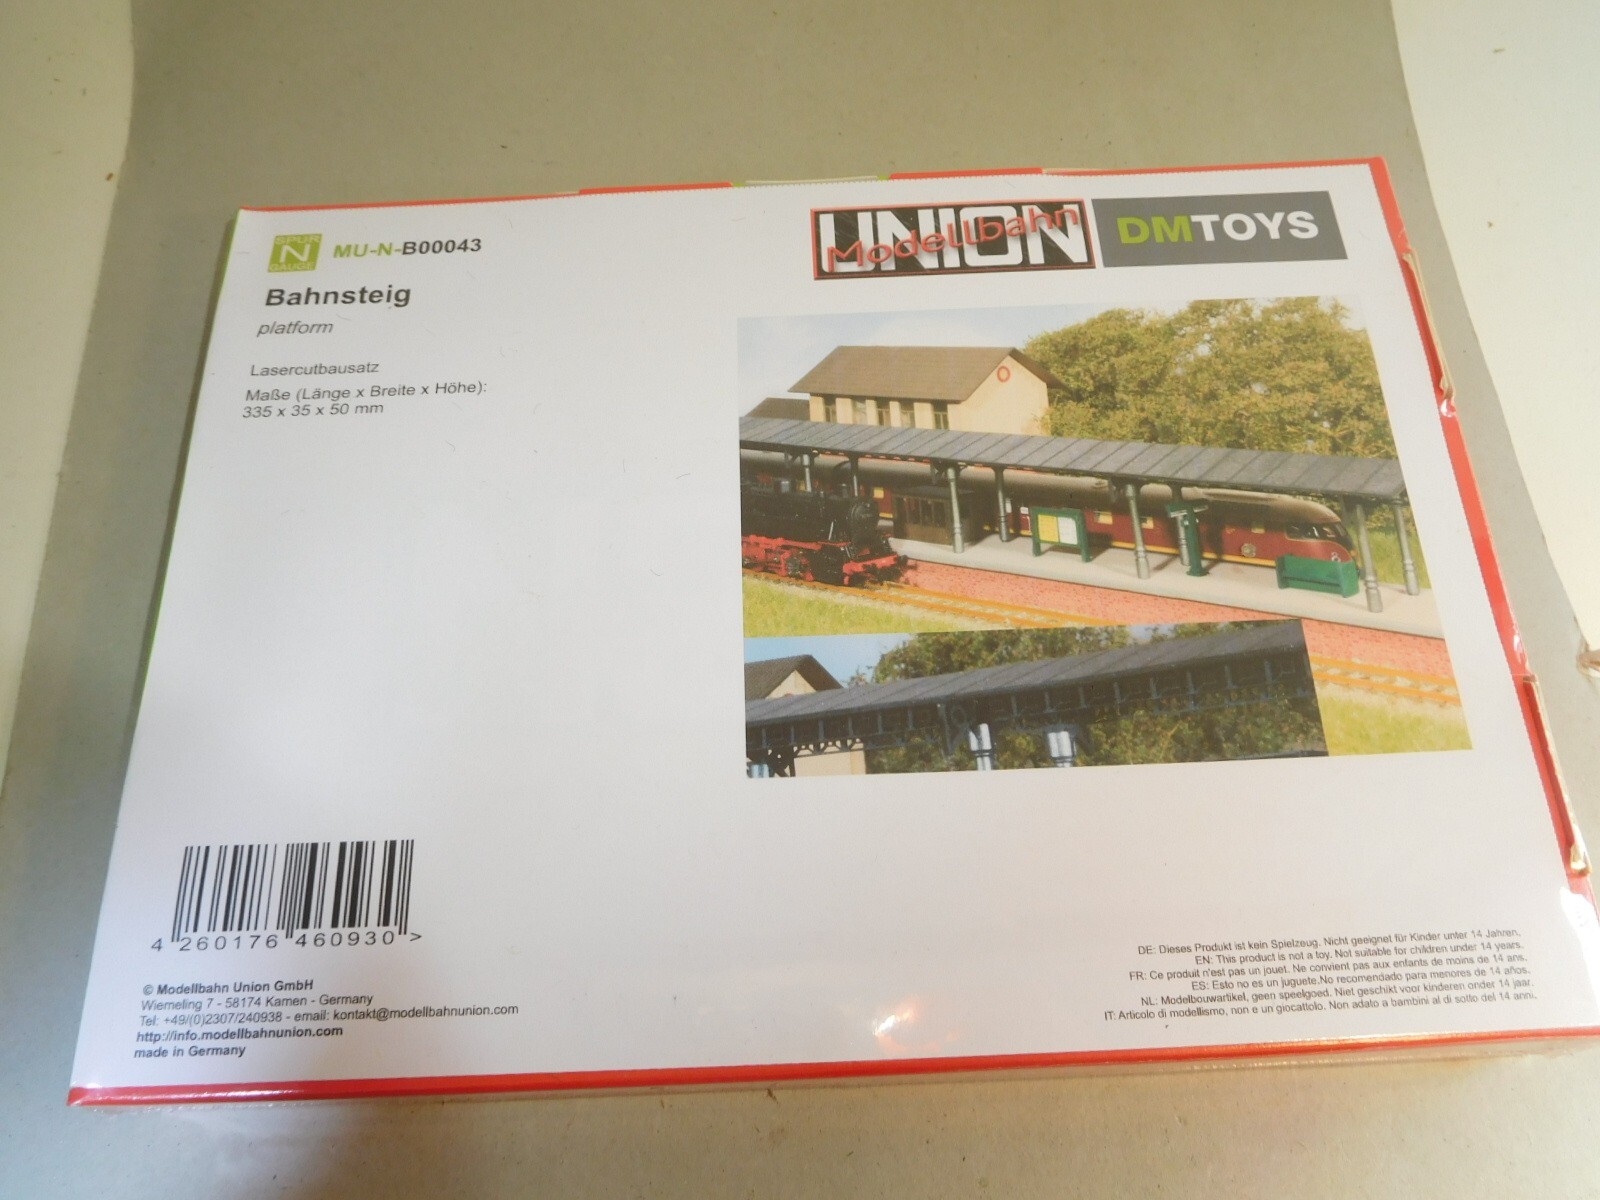 SPUR
N
GAUGE
MU-N-B00043
Bahnsteig
platform
Lasercutbausatz
Maße (Länge x Breite x Höhe):
335 x 35 x 50 mm
UNION
Modellbahn
DMTOYS
4 260176 460930 >
© Modellbahn Union GmbH
Wierneling 7 - 58174 Kamen - Germany
Tel: +49/(0)2307/240938 - email: kontakt@modellbahnunion.com
http://info.modellbahnunion.com
made in Germany
DE: Dieses Produkt ist kein Spielzeug. Nicht geeignet für Kinder unter 14 Jahren.
EN: This product is not a toy. Not suitable for children under 14 years.
FR: Ce produit n'est pas un jouet. Ne convient pas aux enfants de moins de 14 ans.
ES: Esto no es un juguete.No recomendado para menores de 14 años.
NL: Modelbouwartikel, geen speelgoed. Niet geschikt voor kinderen onder 14 jaar.
IT: Articolo di modellismo, non e un giocattolo. Non adato a bambini al di sotto del 14 anni.